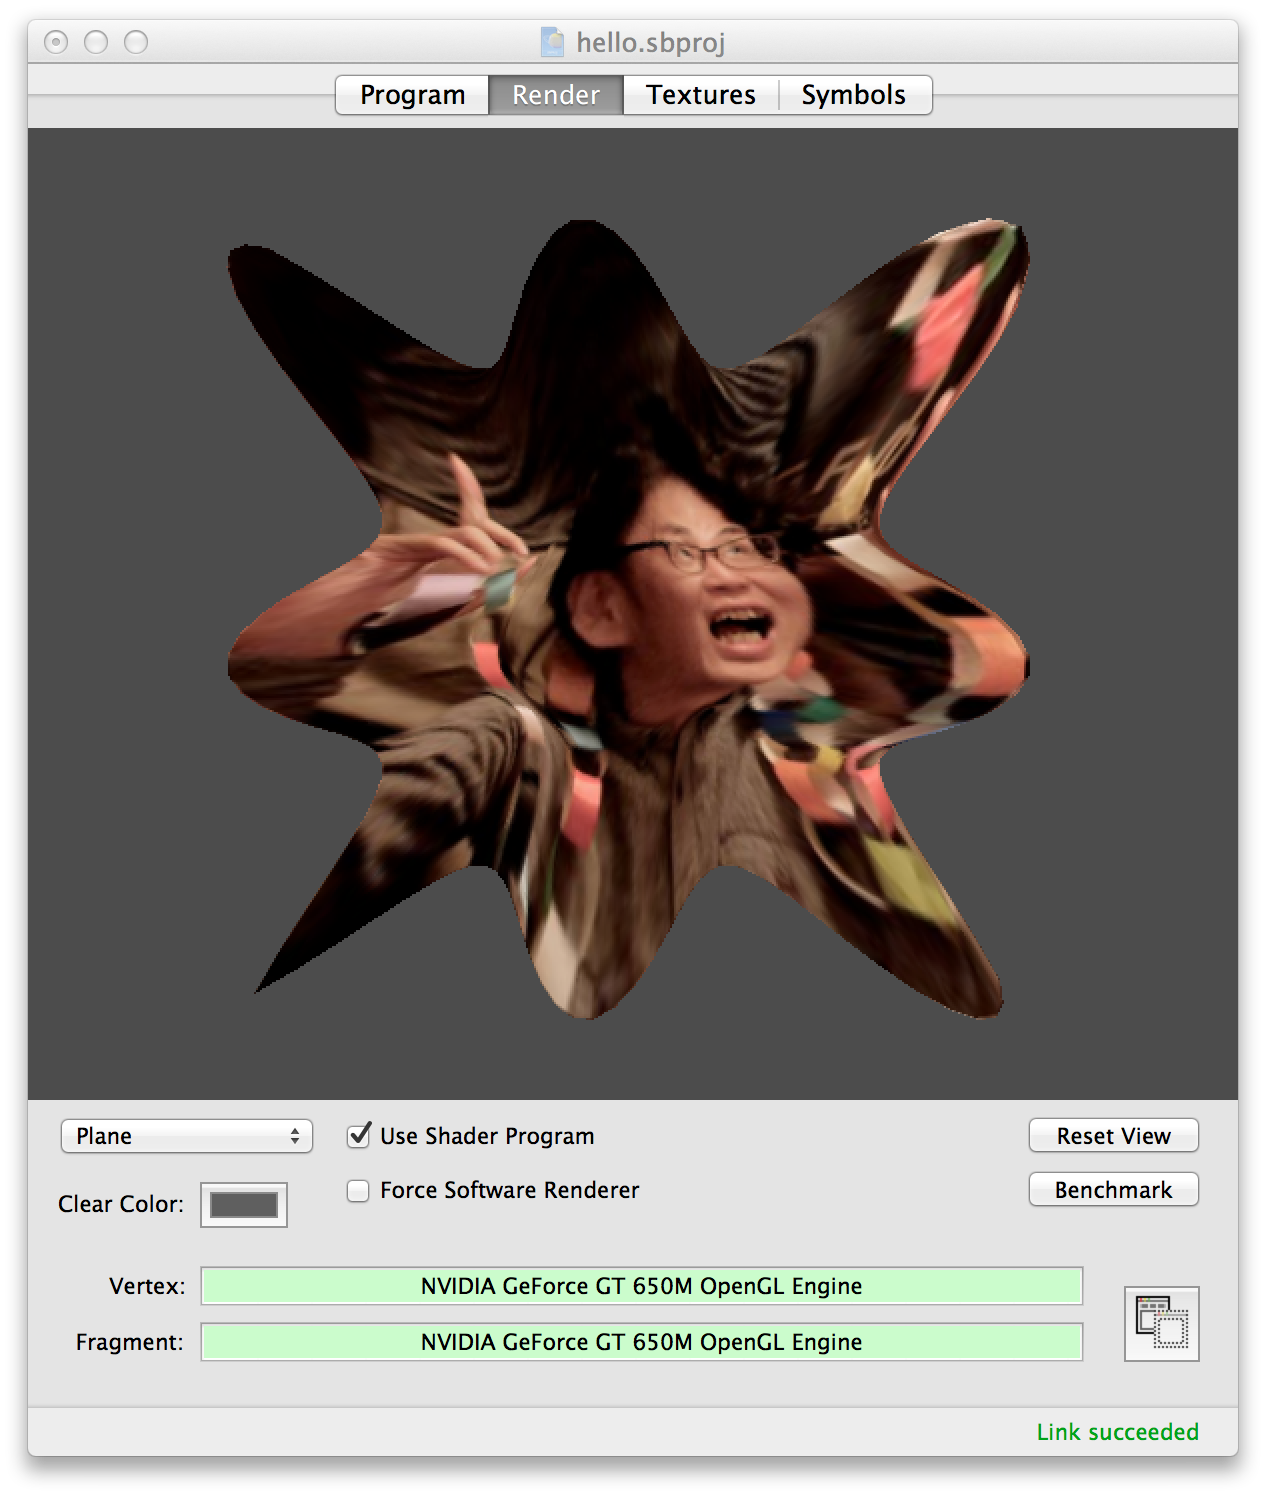 hello.sbproj
Program Render Textures Symbols
Plane
Use Shader Program
Reset View
Force Software Renderer
Benchmark
Clear Color:
Vertex: NVIDIA GeForce GT 650M OpenGL Engine
Fragment: NVIDIA GeForce GT 650M OpenGL Engine
Link succeeded